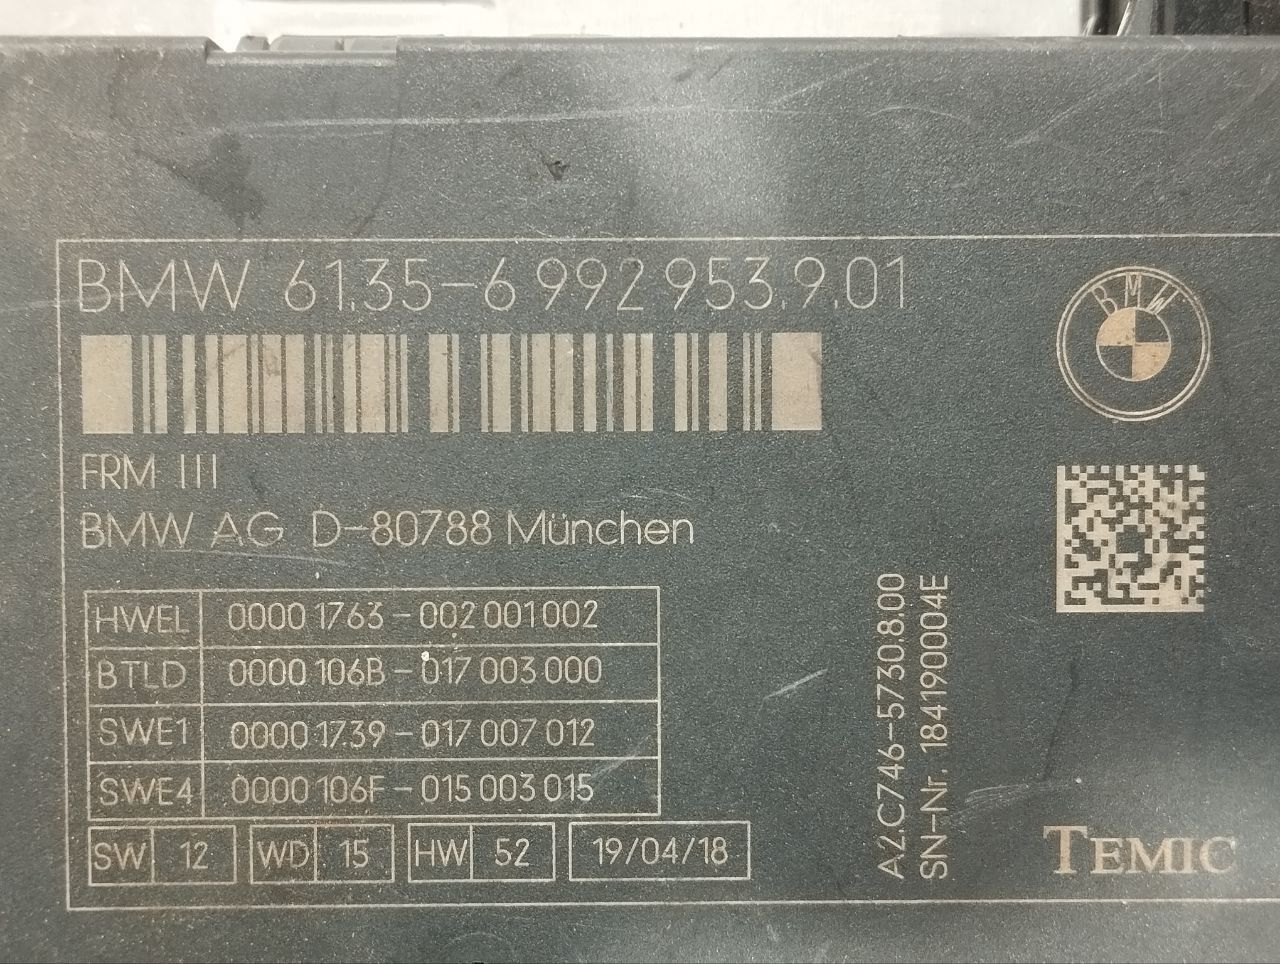 BMW 61.35-6 992 953.9.01
BMW
FRM III
BMW AG D-80788 München
HWEL 0000 1763-002 001 002
BTLD 0000 106B-017 003 000
SWE1 0000 1739-017 007 012
SWE4 0000 106F-015 003 015
SW 12 WD 15 HW 52 19/04/18
A2.C746-5730.8.00
SN-Nr. 184190004E
TEMIC